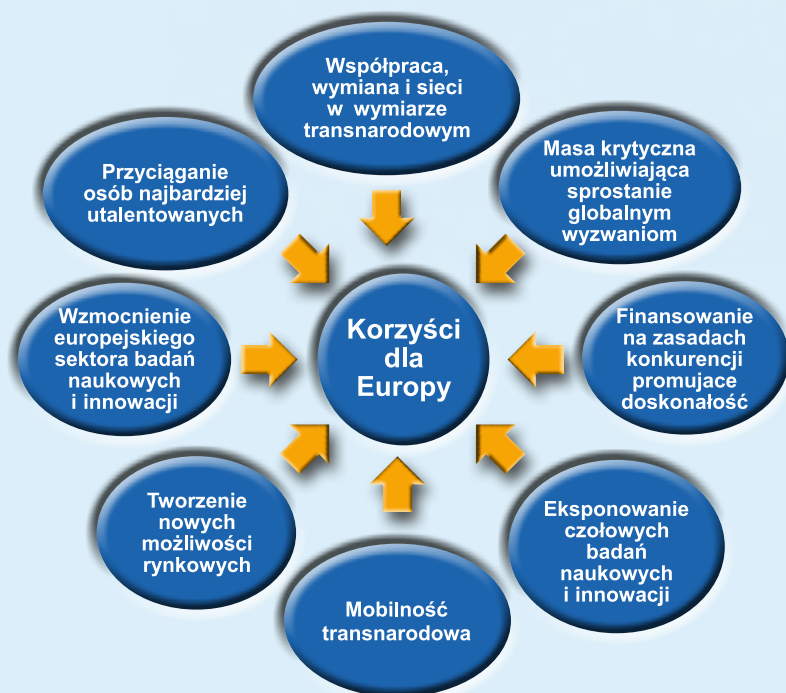 Współpraca,
wymiana i sieci
w wymiarze
transnarodowym
Masa krytyczna
umożliwiająca
sprostanie
globalnym
wyzwaniom
Finansowanie
na zasadach
konkurencji
promujace
doskonałość
Eksponowanie
czołowych
badań
naukowych
i innowacji
Mobilność
transnarodowa
Tworzenie
nowych
możliwości
rynkowych
Wzmocnienie
europejskiego
sektora badań
naukowych
i innowacji
Przyciąganie
osób najbardziej
utalentowanych
Korzyści
dla
Europy